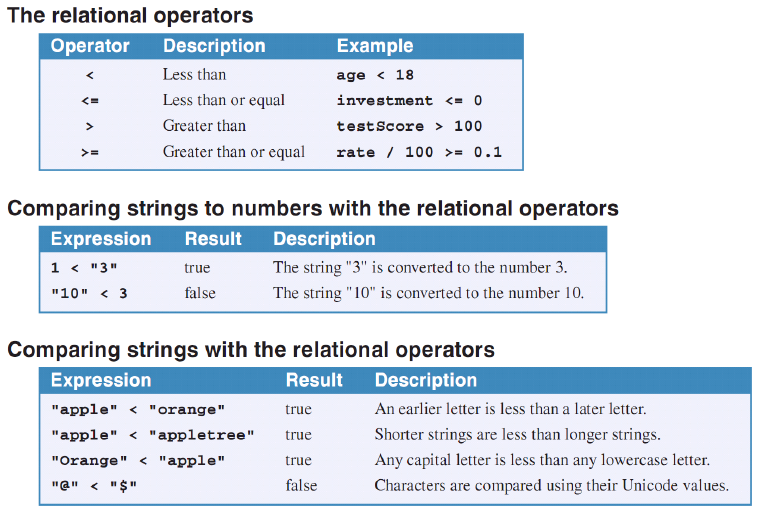 The relational operators
Operator Description Example
< Less than age < 18
<= Less than or equal investment <= 0
> Greater than testScore > 100
>= Greater than or equal rate / 100 >= 0.1
Comparing strings to numbers with the relational operators
Expression Result Description
1 < "3" true The string "3" is converted to the number 3.
"10" < 3 false The string "10" is converted to the number 10.
Comparing strings with the relational operators
Expression Result Description
"apple" < "orange" true An earlier letter is less than a later letter.
"apple" < "appletree" true Shorter strings are less than longer strings.
"Orange" < "apple" true Any capital letter is less than any lowercase letter.
"@" < "$" false Characters are compared using their Unicode values.